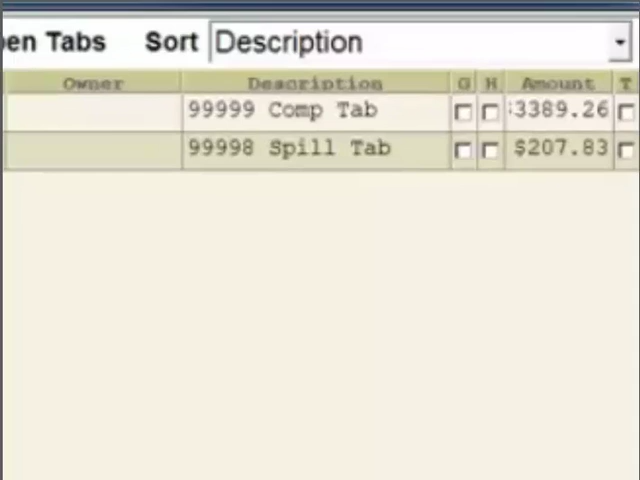 en Tabs Sort Description
Owner Description G H Amount T
99999 Comp Tab 3389.26
99998 Spill Tab $207.83